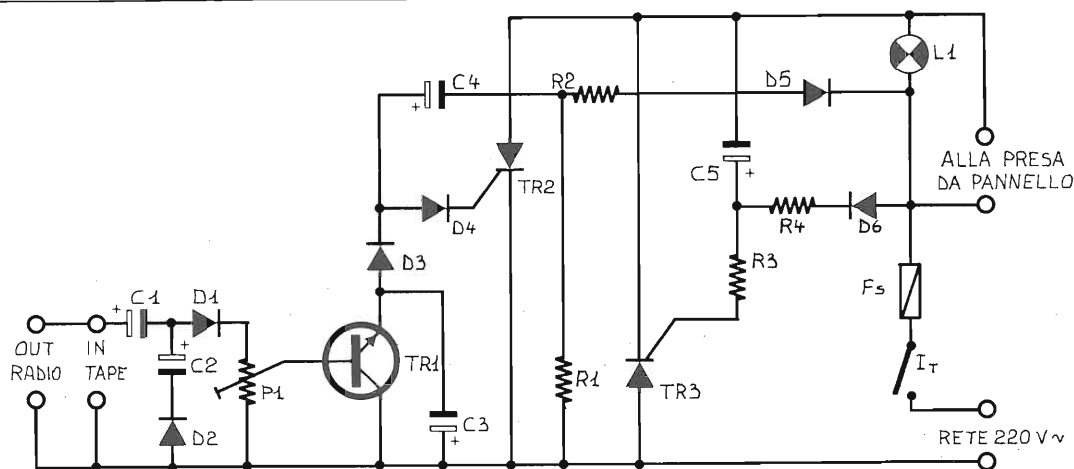 C4
R2
D5
L1
TR2
C5
ALLA PRESA
DA PANNELLO
D4
R4
D6
D3
R3
FS
C1
D1
OUT
RADIO
IN
TAPE
C2
P1
TR1
R1
TR3
IT
D2
C3
RETE 220 V~
+
+
+
+
+